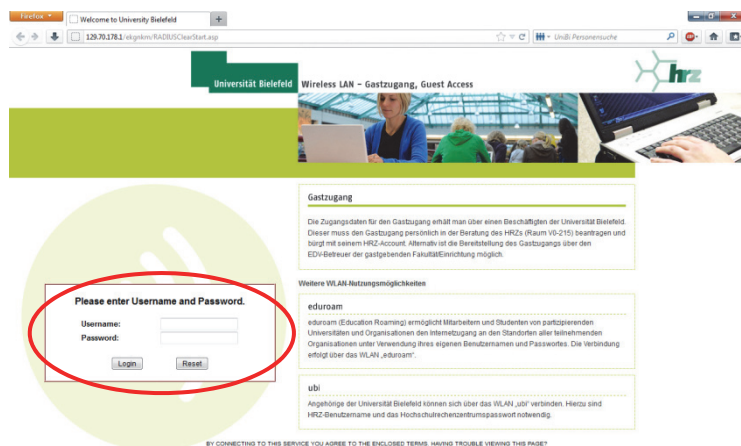 Firefox
Welcome to University Bielefeld
129.70.178.1/ekgnkm/RADIUSClearStart.asp
UniBi Personensuche
Universität Bielefeld
Wireless LAN – Gastzugang, Guest Access
hrz
Gastzugang
Die Zugangsdaten für den Gastzugang erhält man über einen Beschäftigten der Universität Bielefeld.
Dieser muss den Gastzugang persönlich in der Beratung des HRZs (Raum V0-215) beantragen und
bürgt mit seinem HRZ-Account. Alternativ ist die Bereitstellung des Gastzugangs über den
EDV-Betreuer der gastgebenden Fakultät/Einrichtung möglich.
Weitere WLAN-Nutzungsmöglichkeiten
Please enter Username and Password.
Username:
Password:
Login
Reset
eduroam
eduroam (Education Roaming) ermöglicht Mitarbeitern und Studenten von partizipierenden
Universitäten und Organisationen den Internetzugang an den Standorten aller teilnehmenden
Organisationen unter Verwendung ihres eigenen Benutzernamen und Passwortes. Die Verbindung
erfolgt über das WLAN „eduroam“.
ubi
Angehörige der Universität Bielefeld können sich über das WLAN „ubi“ verbinden. Hierzu sind
HRZ-Benutzername und das Hochschulrechenzentrumspasswort notwendig.
BY CONNECTING TO THIS SERVICE YOU AGREE TO THE ENCLOSED TERMS. HAVING TROUBLE VIEWING THIS PAGE?